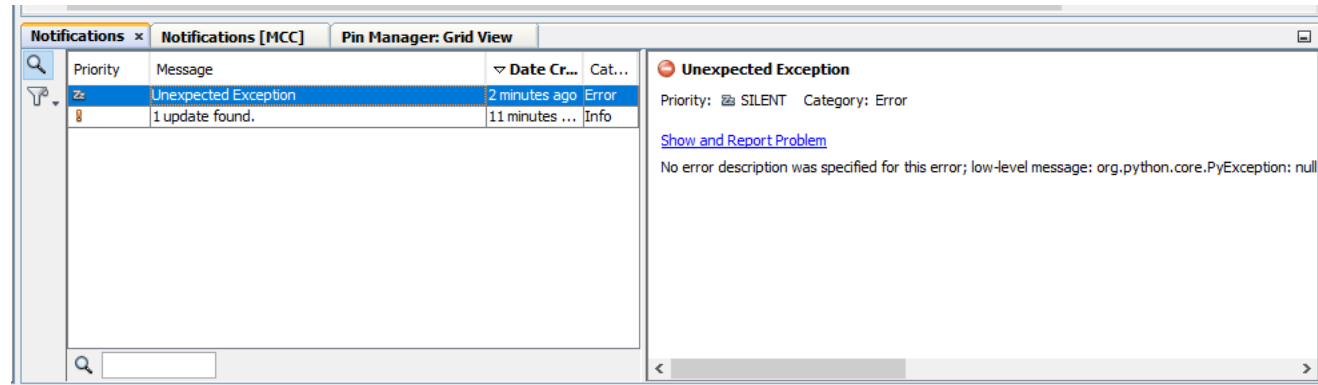 Notifications × Notifications [MCC] Pin Manager: Grid View
Priority Message Date Cr... Cat...
Unexpected Exception 2 minutes ago Error
1 update found. 11 minutes ... Info
Unexpected Exception
Priority: SILENT Category: Error
Show and Report Problem
No error description was specified for this error; low-level message: org.python.core.PyException: null